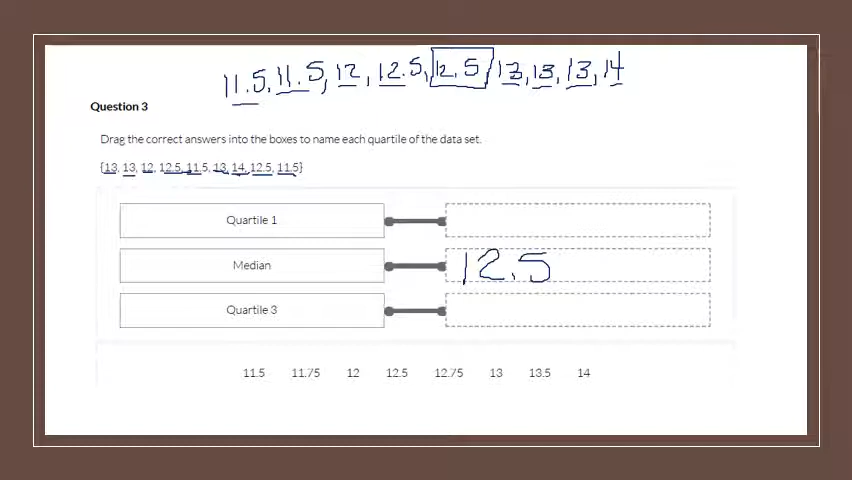 11.5, 11.5, 12, 12.5, 12.5, 13, 13, 13, 14
Question 3
Drag the correct answers into the boxes to name each quartile of the data set.
{13, 13, 12, 12.5, 11.5, 13, 14, 12.5, 11.5}
Quartile 1
Median 12.5
Quartile 3
11.5 11.75 12 12.5 12.75 13 13.5 14